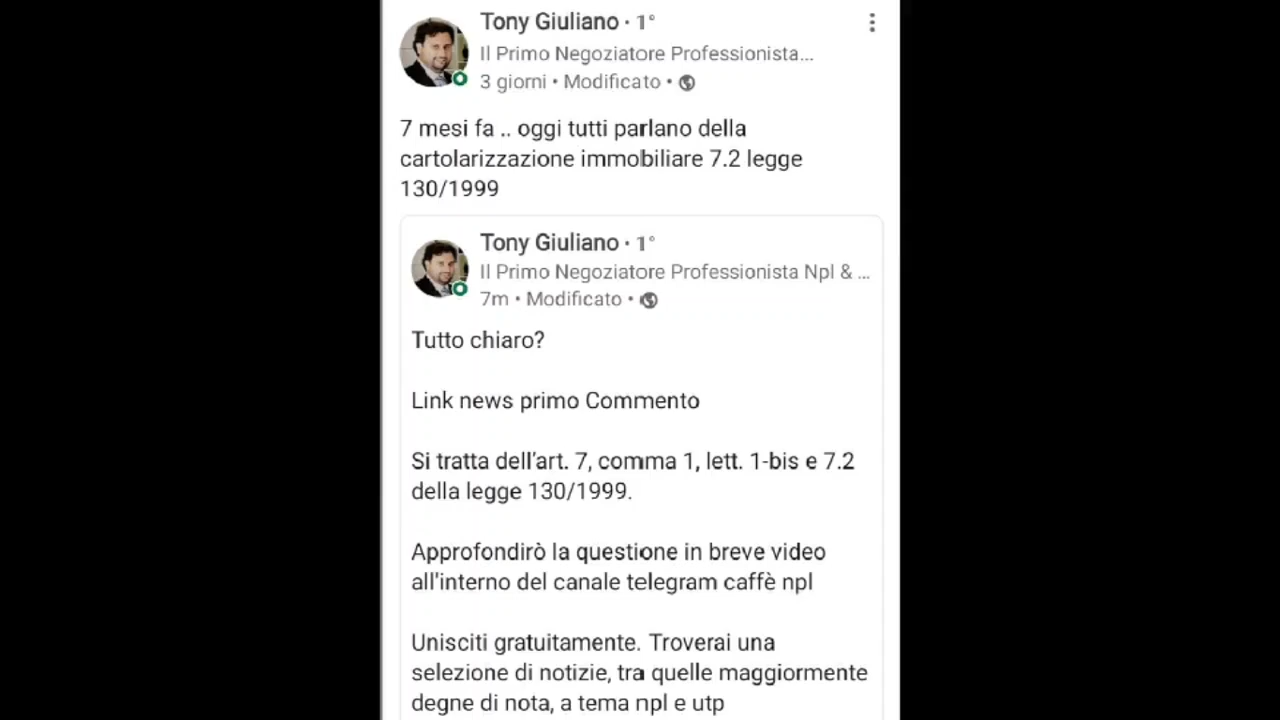 Tony Giuliano · 1°
Il Primo Negoziatore Professionista...
3 giorni • Modificato •
7 mesi fa .. oggi tutti parlano della
cartolarizzazione immobiliare 7.2 legge
130/1999
Tony Giuliano · 1°
Il Primo Negoziatore Professionista Npl & ...
7m • Modificato •
Tutto chiaro?
Link news primo Commento
Si tratta dell'art. 7, comma 1, lett. 1-bis e 7.2
della legge 130/1999.
Approfondirò la questione in breve video
all'interno del canale telegram caffè npl
Unisciti gratuitamente. Troverai una
selezione di notizie, tra quelle maggiormente
degne di nota, a tema npl e utp